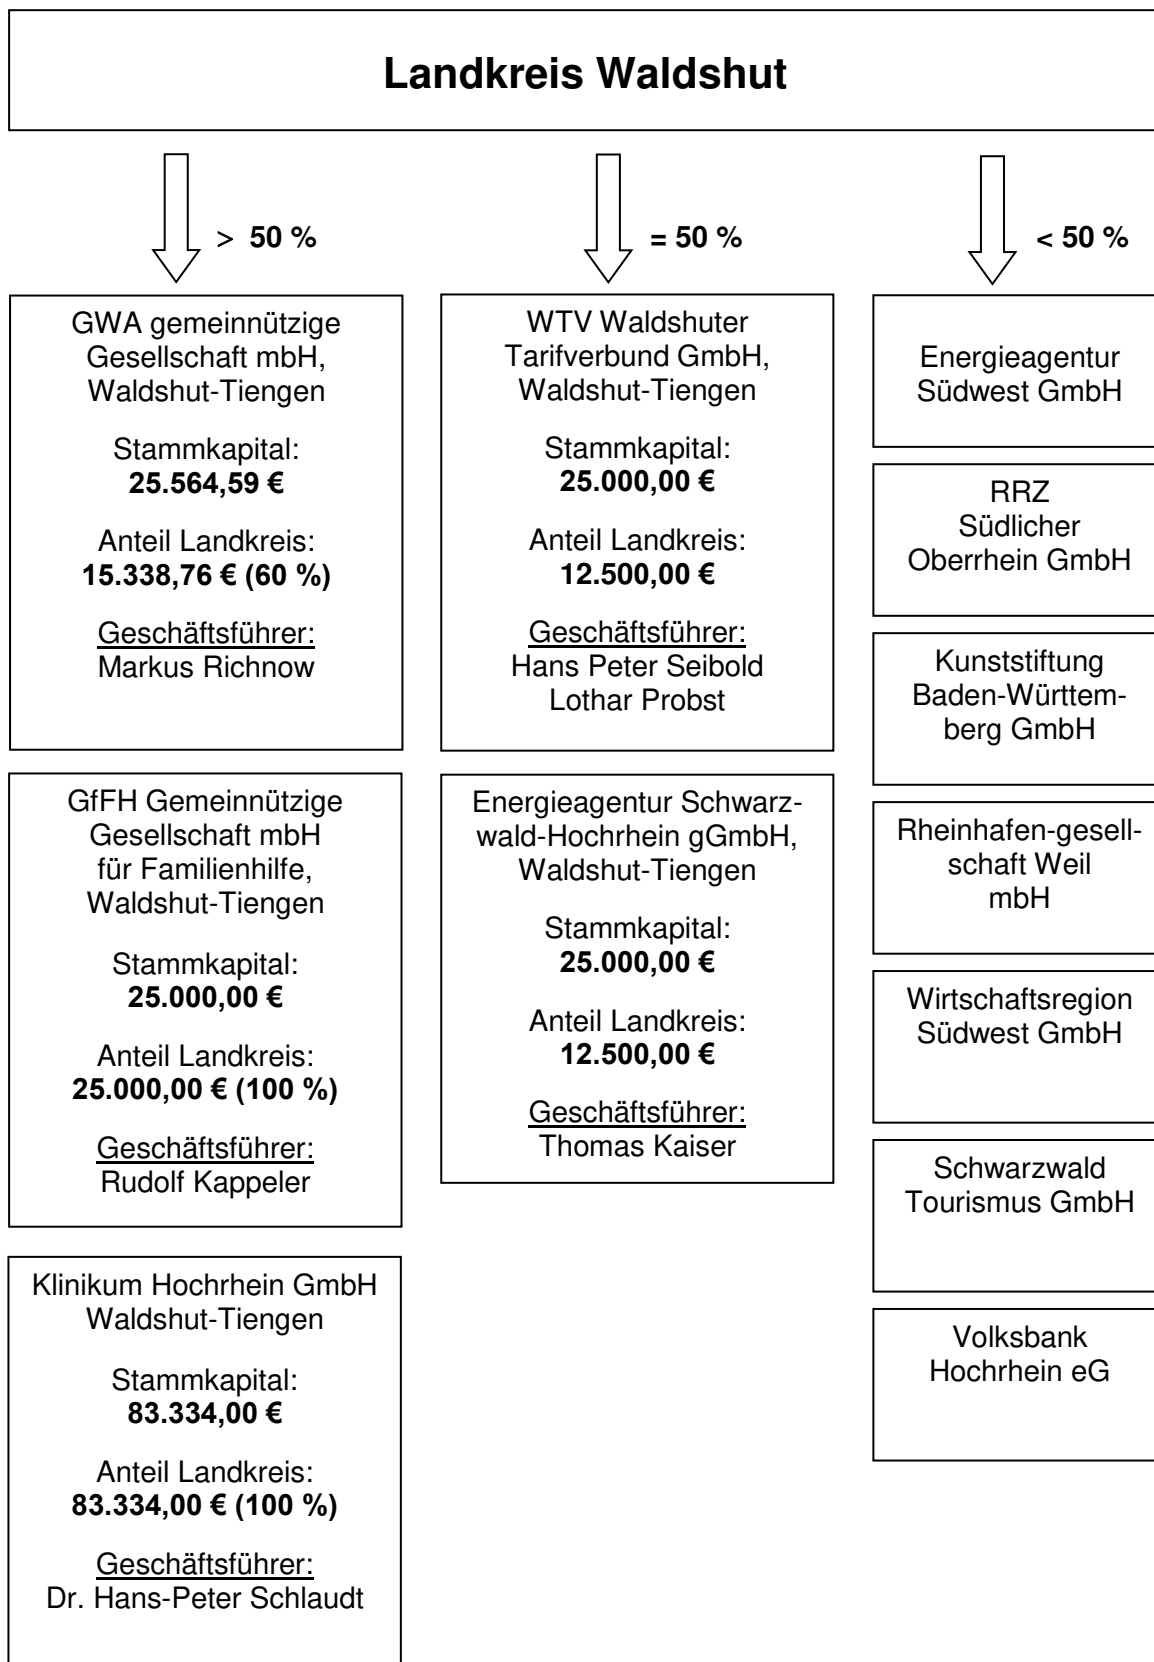 Landkreis Waldshut
> 50 %
= 50 %
< 50 %
GWA gemeinnützige
Gesellschaft mbH,
Waldshut-Tiengen
Stammkapital:
25.564,59 €
Anteil Landkreis:
15.338,76 € (60 %)
Geschäftsführer:
Markus Richnow
GfFH Gemeinnützige
Gesellschaft mbH
für Familienhilfe,
Waldshut-Tiengen
Stammkapital:
25.000,00 €
Anteil Landkreis:
25.000,00 € (100 %)
Geschäftsführer:
Rudolf Kappeler
Klinikum Hochrhein GmbH
Waldshut-Tiengen
Stammkapital:
83.334,00 €
Anteil Landkreis:
83.334,00 € (100 %)
Geschäftsführer:
Dr. Hans-Peter Schlaudt
WTV Waldshuter
Tarifverbund GmbH,
Waldshut-Tiengen
Stammkapital:
25.000,00 €
Anteil Landkreis:
12.500,00 €
Geschäftsführer:
Hans Peter Seibold
Lothar Probst
Energieagentur Schwarz-
wald-Hochrhein gGmbH,
Waldshut-Tiengen
Stammkapital:
25.000,00 €
Anteil Landkreis:
12.500,00 €
Geschäftsführer:
Thomas Kaiser
Energieagentur
Südwest GmbH
RRZ
Südlicher
Oberrhein GmbH
Kunststiftung
Baden-Württem-
berg GmbH
Rheinhafen-gesell-
schaft Weil
mbH
Wirtschaftsregion
Südwest GmbH
Schwarzwald
Tourismus GmbH
Volksbank
Hochrhein eG